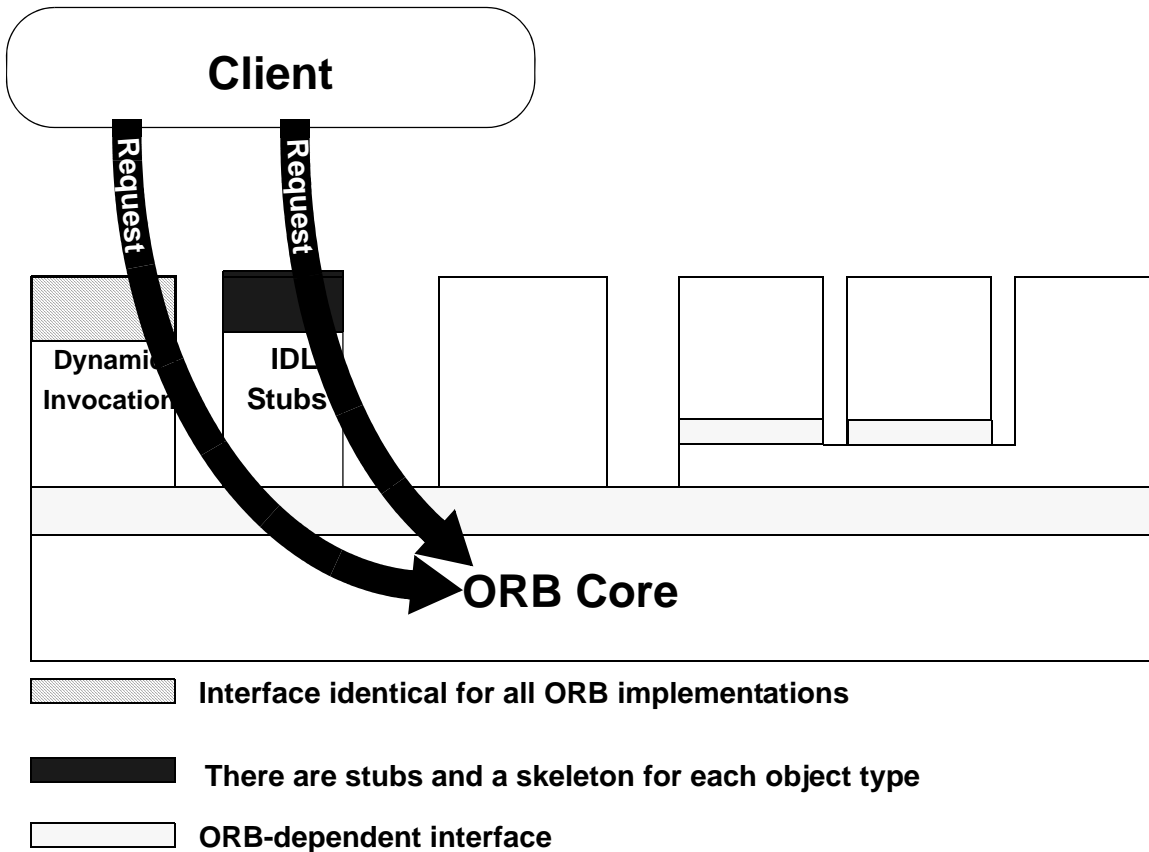 Client
Request
Request
Dynamic
Invocation
IDL
Stubs
ORB Core
Interface identical for all ORB implementations
There are stubs and a skeleton for each object type
ORB-dependent interface